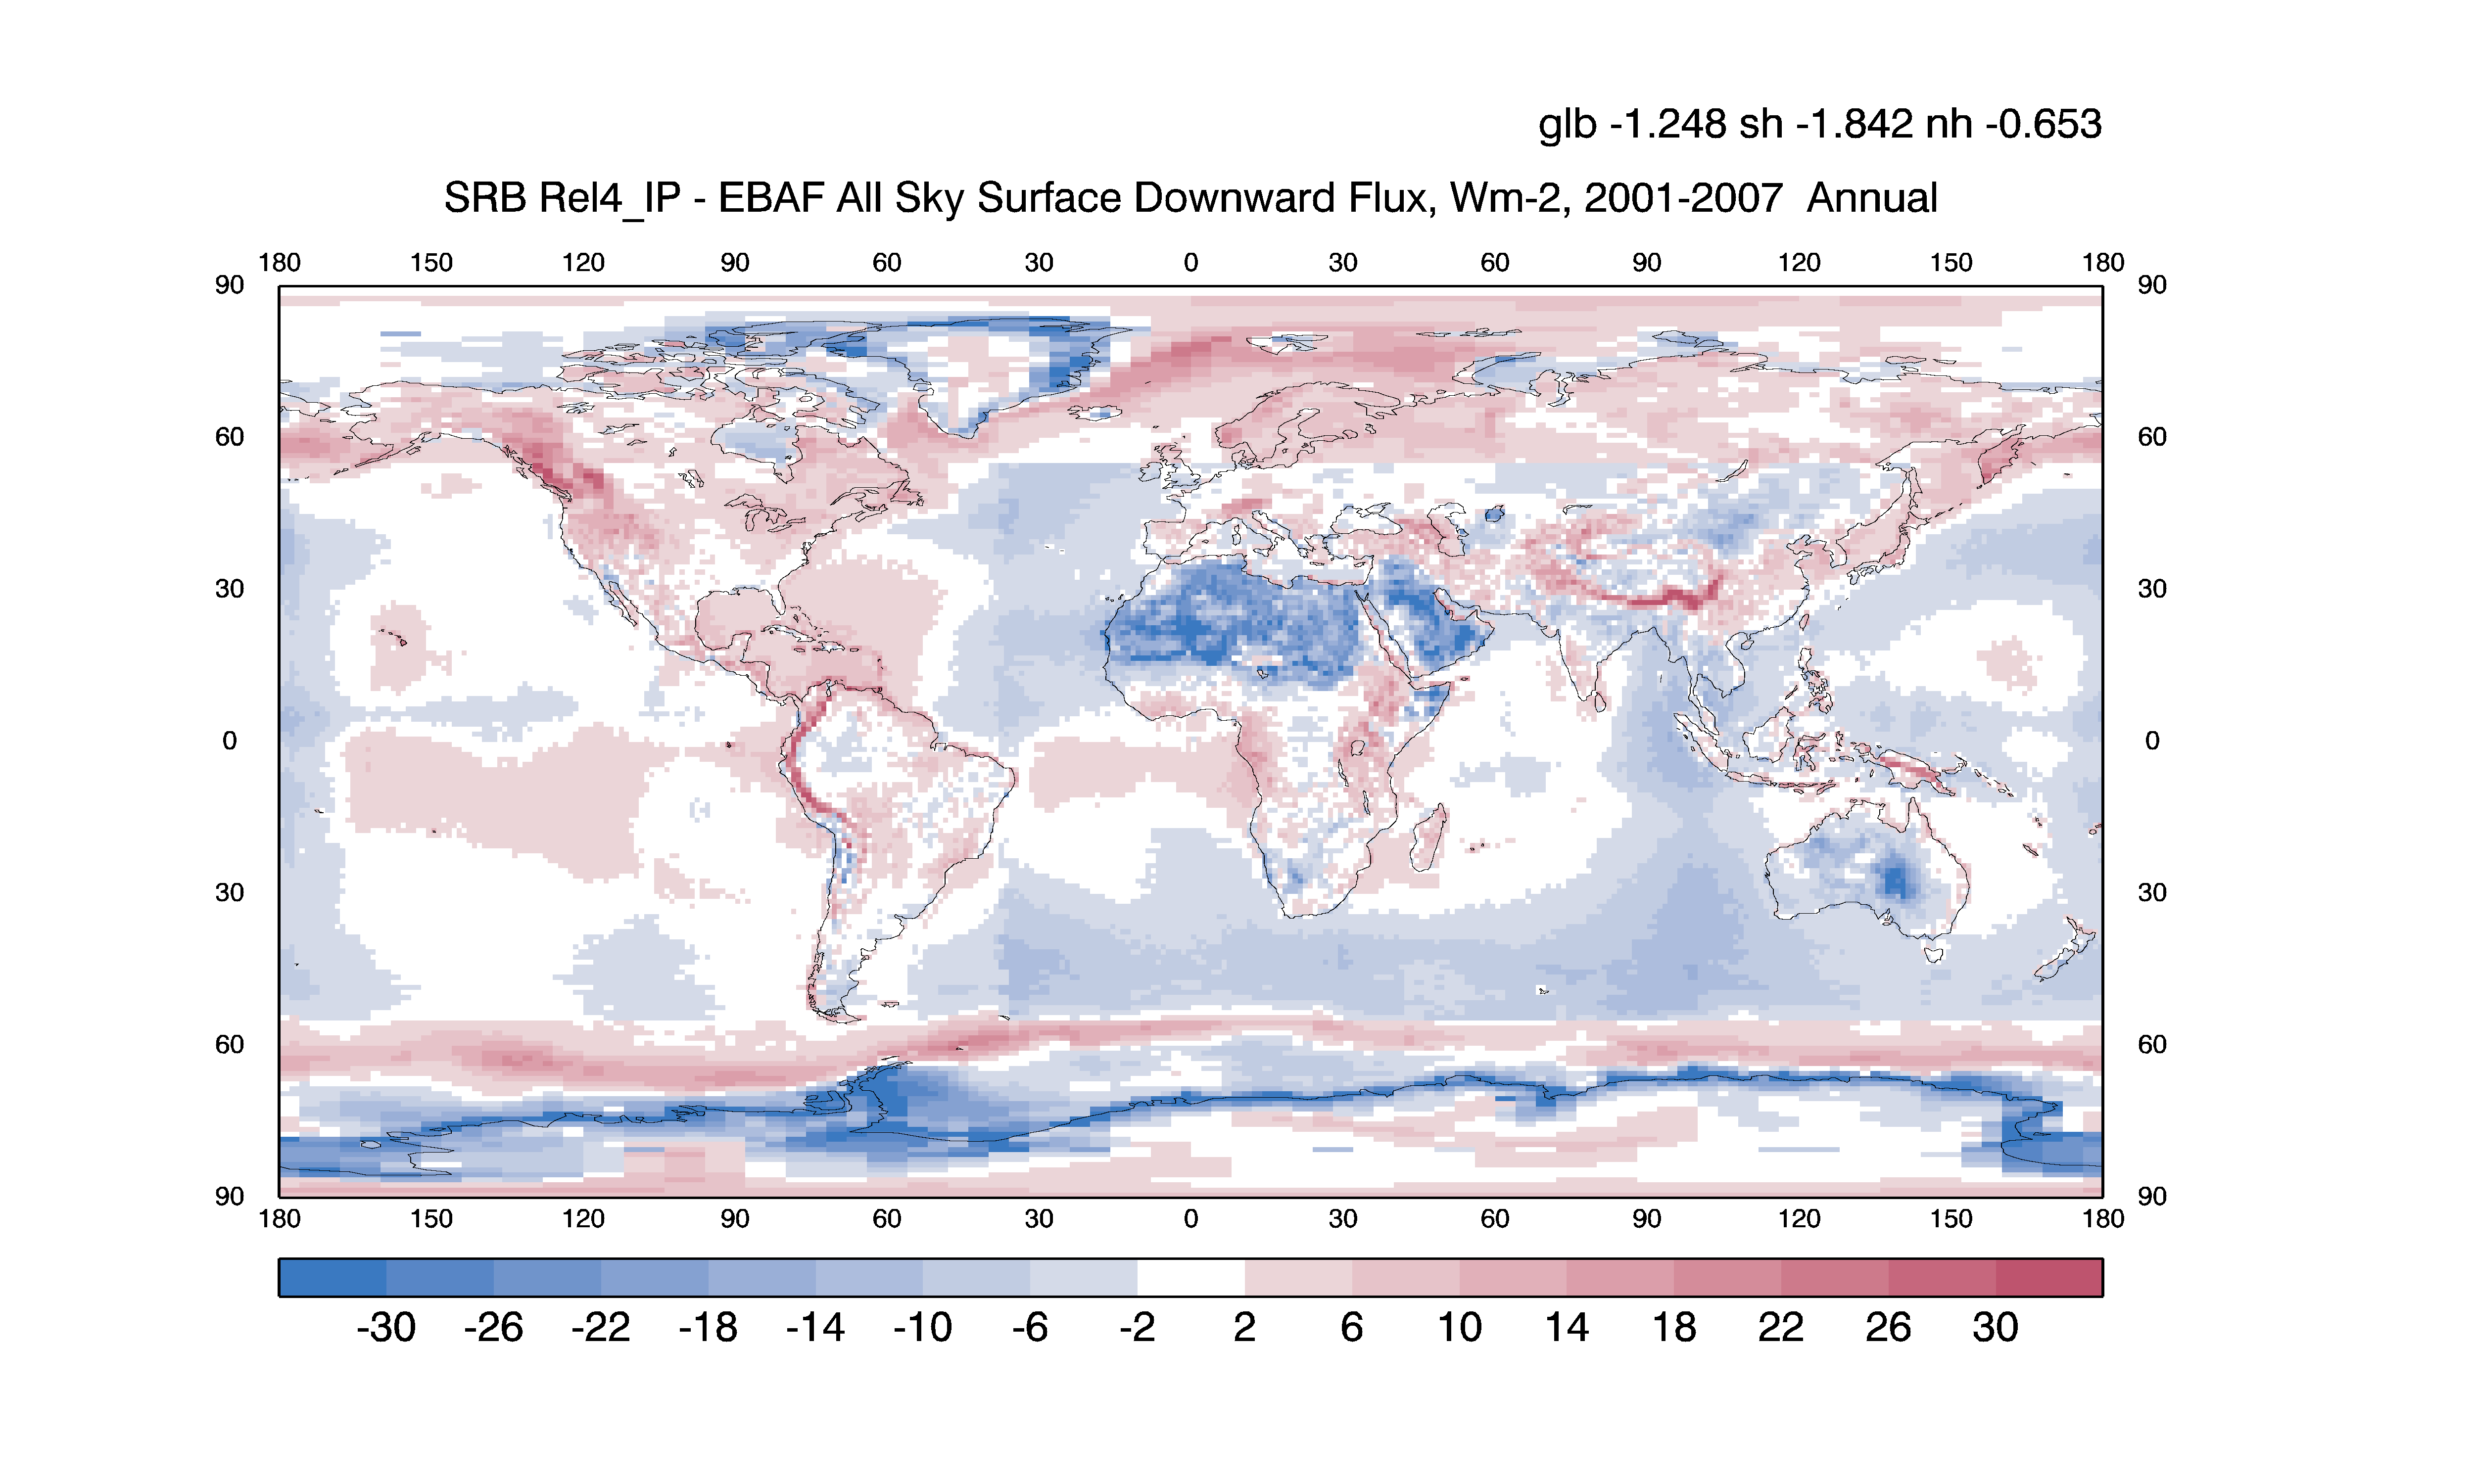 glb -1.248 sh -1.842 nh -0.653
SRB Rel4_IP - EBAF All Sky Surface Downward Flux, Wm-2, 2001-2007 Annual
180 150 120 90 60 30 0 30 60 90 120 150 180
90 90
60 60
30 30
0 0
30 30
60 60
90 90
180 150 120 90 60 30 0 30 60 90 120 150 180
-30 -26 -22 -18 -14 -10 -6 -2 2 6 10 14 18 22 26 30